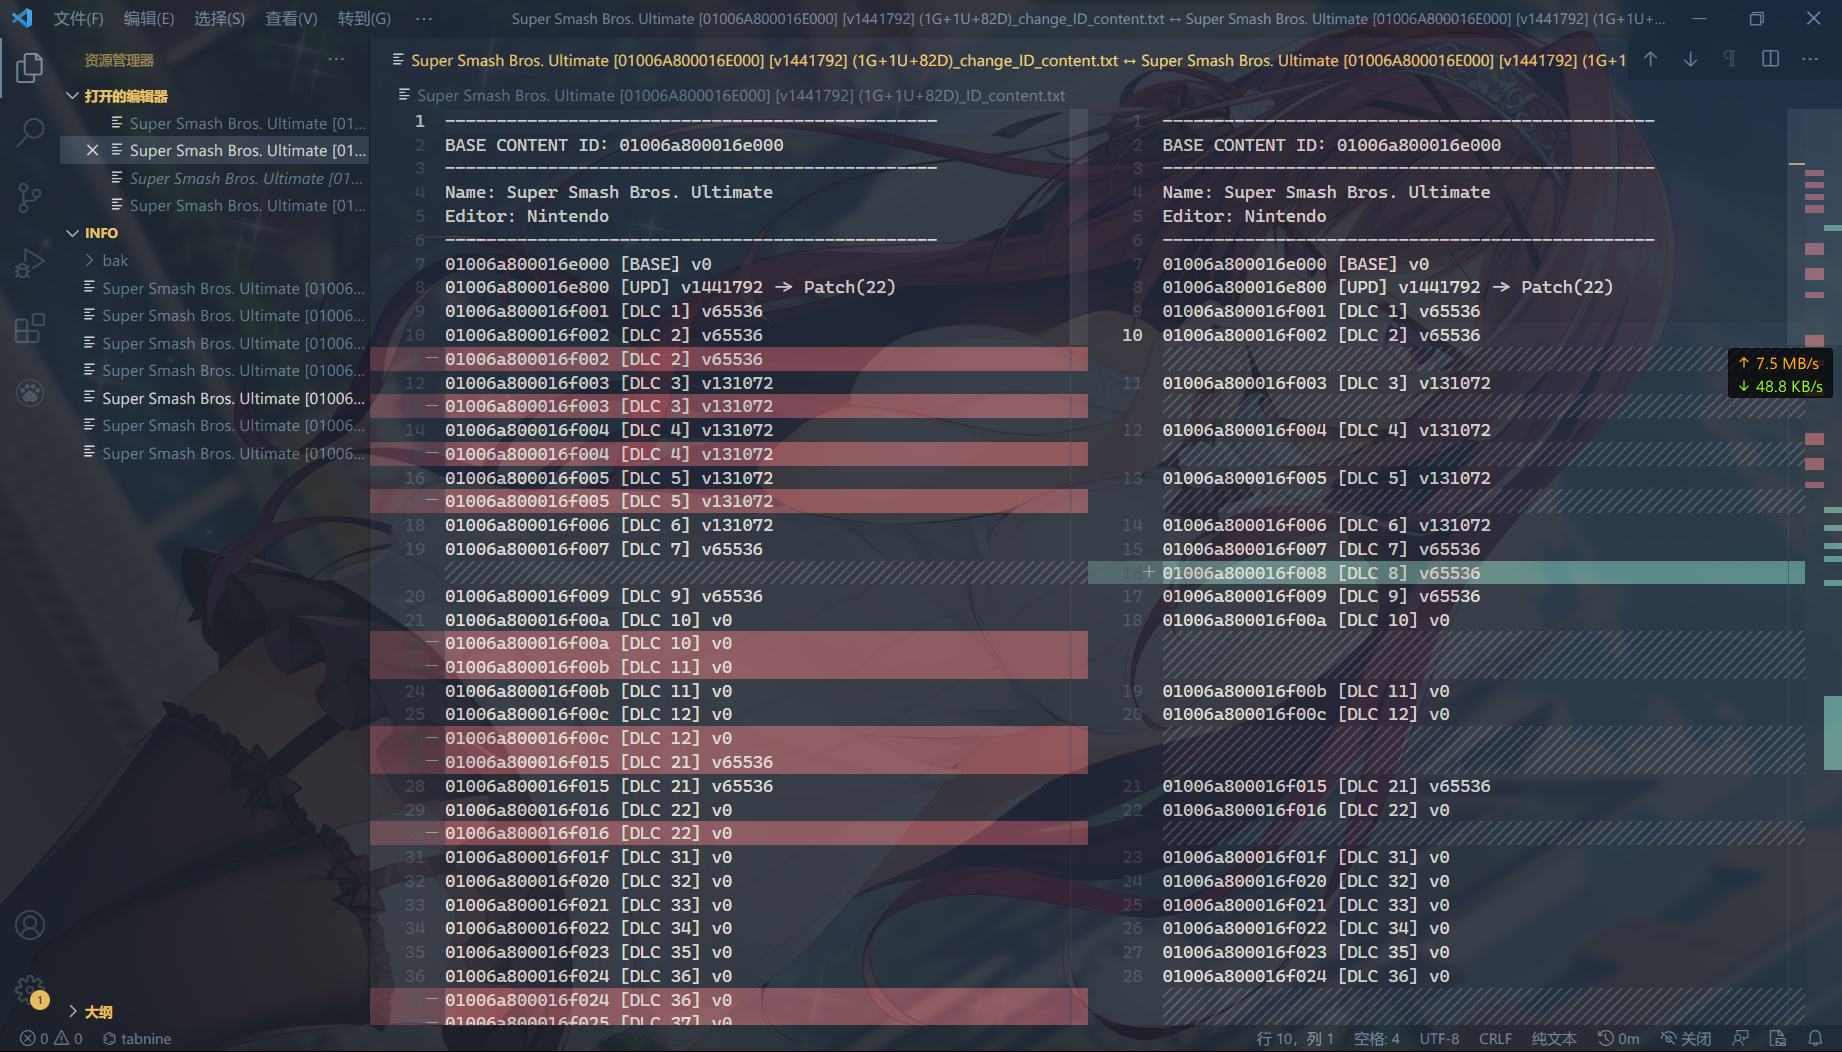 文件(F) 编辑(E) 选择(S) 查看(V) 转到(G) ··· Super Smash Bros. Ultimate [01006A800016E000] [v1441792] (1G+1U+82D)_change_ID_content.txt ↔ Super Smash Bros. Ultimate [01006A800016E000] [v1441792] (1G+1U+...
资源管理器 ···
打开的编辑器
Super Smash Bros. Ultimate [01...
Super Smash Bros. Ultimate [01...
Super Smash Bros. Ultimate [01...
Super Smash Bros. Ultimate [01...
INFO
bak
Super Smash Bros. Ultimate [01006...
Super Smash Bros. Ultimate [01006...
Super Smash Bros. Ultimate [01006...
Super Smash Bros. Ultimate [01006...
Super Smash Bros. Ultimate [01006...
Super Smash Bros. Ultimate [01006...
Super Smash Bros. Ultimate [01006...
1
大纲
Super Smash Bros. Ultimate [01006A800016E000] [v1441792] (1G+1U+82D)_change_ID_content.txt ↔ Super Smash Bros. Ultimate [01006A800016E000] [v1441792] (1G+1
Super Smash Bros. Ultimate [01006A800016E000] [v1441792] (1G+1U+82D)_ID_content.txt
1 ------------------------------------------------
2 BASE CONTENT ID: 01006a800016e000
3 ------------------------------------------------
4 Name: Super Smash Bros. Ultimate
5 Editor: Nintendo
6 ------------------------------------------------
7 01006a800016e000 [BASE] v0
8 01006a800016e800 [UPD] v1441792 -> Patch(22)
9 01006a800016f001 [DLC 1] v65536
10 01006a800016f002 [DLC 2] v65536
— 01006a800016f002 [DLC 2] v65536
12 01006a800016f003 [DLC 3] v131072
— 01006a800016f003 [DLC 3] v131072
14 01006a800016f004 [DLC 4] v131072
— 01006a800016f004 [DLC 4] v131072
16 01006a800016f005 [DLC 5] v131072
— 01006a800016f005 [DLC 5] v131072
18 01006a800016f006 [DLC 6] v131072
19 01006a800016f007 [DLC 7] v65536
20 01006a800016f009 [DLC 9] v65536
21 01006a800016f00a [DLC 10] v0
— 01006a800016f00a [DLC 10] v0
— 01006a800016f00b [DLC 11] v0
24 01006a800016f00b [DLC 11] v0
25 01006a800016f00c [DLC 12] v0
— 01006a800016f00c [DLC 12] v0
— 01006a800016f015 [DLC 21] v65536
28 01006a800016f015 [DLC 21] v65536
29 01006a800016f016 [DLC 22] v0
— 01006a800016f016 [DLC 22] v0
31 01006a800016f01f [DLC 31] v0
32 01006a800016f020 [DLC 32] v0
33 01006a800016f021 [DLC 33] v0
34 01006a800016f022 [DLC 34] v0
35 01006a800016f023 [DLC 35] v0
36 01006a800016f024 [DLC 36] v0
— 01006a800016f024 [DLC 36] v0
— 01006a800016f025 [DLC 37] v0
1 ------------------------------------------------
2 BASE CONTENT ID: 01006a800016e000
3 ------------------------------------------------
4 Name: Super Smash Bros. Ultimate
5 Editor: Nintendo
6 ------------------------------------------------
7 01006a800016e000 [BASE] v0
8 01006a800016e800 [UPD] v1441792 -> Patch(22)
9 01006a800016f001 [DLC 1] v65536
10 01006a800016f002 [DLC 2] v65536
11 01006a800016f003 [DLC 3] v131072
12 01006a800016f004 [DLC 4] v131072
13 01006a800016f005 [DLC 5] v131072
14 01006a800016f006 [DLC 6] v131072
15 01006a800016f007 [DLC 7] v65536
16+ 01006a800016f008 [DLC 8] v65536
17 01006a800016f009 [DLC 9] v65536
18 01006a800016f00a [DLC 10] v0
19 01006a800016f00b [DLC 11] v0
20 01006a800016f00c [DLC 12] v0
21 01006a800016f015 [DLC 21] v65536
22 01006a800016f016 [DLC 22] v0
23 01006a800016f01f [DLC 31] v0
24 01006a800016f020 [DLC 32] v0
25 01006a800016f021 [DLC 33] v0
26 01006a800016f022 [DLC 34] v0
27 01006a800016f023 [DLC 35] v0
28 01006a800016f024 [DLC 36] v0
↑ 7.5 MB/s
↓ 48.8 KB/s
0 0 tabnine 行 10，列 1 空格: 4 UTF-8 CRLF 纯文本 0m 关闭